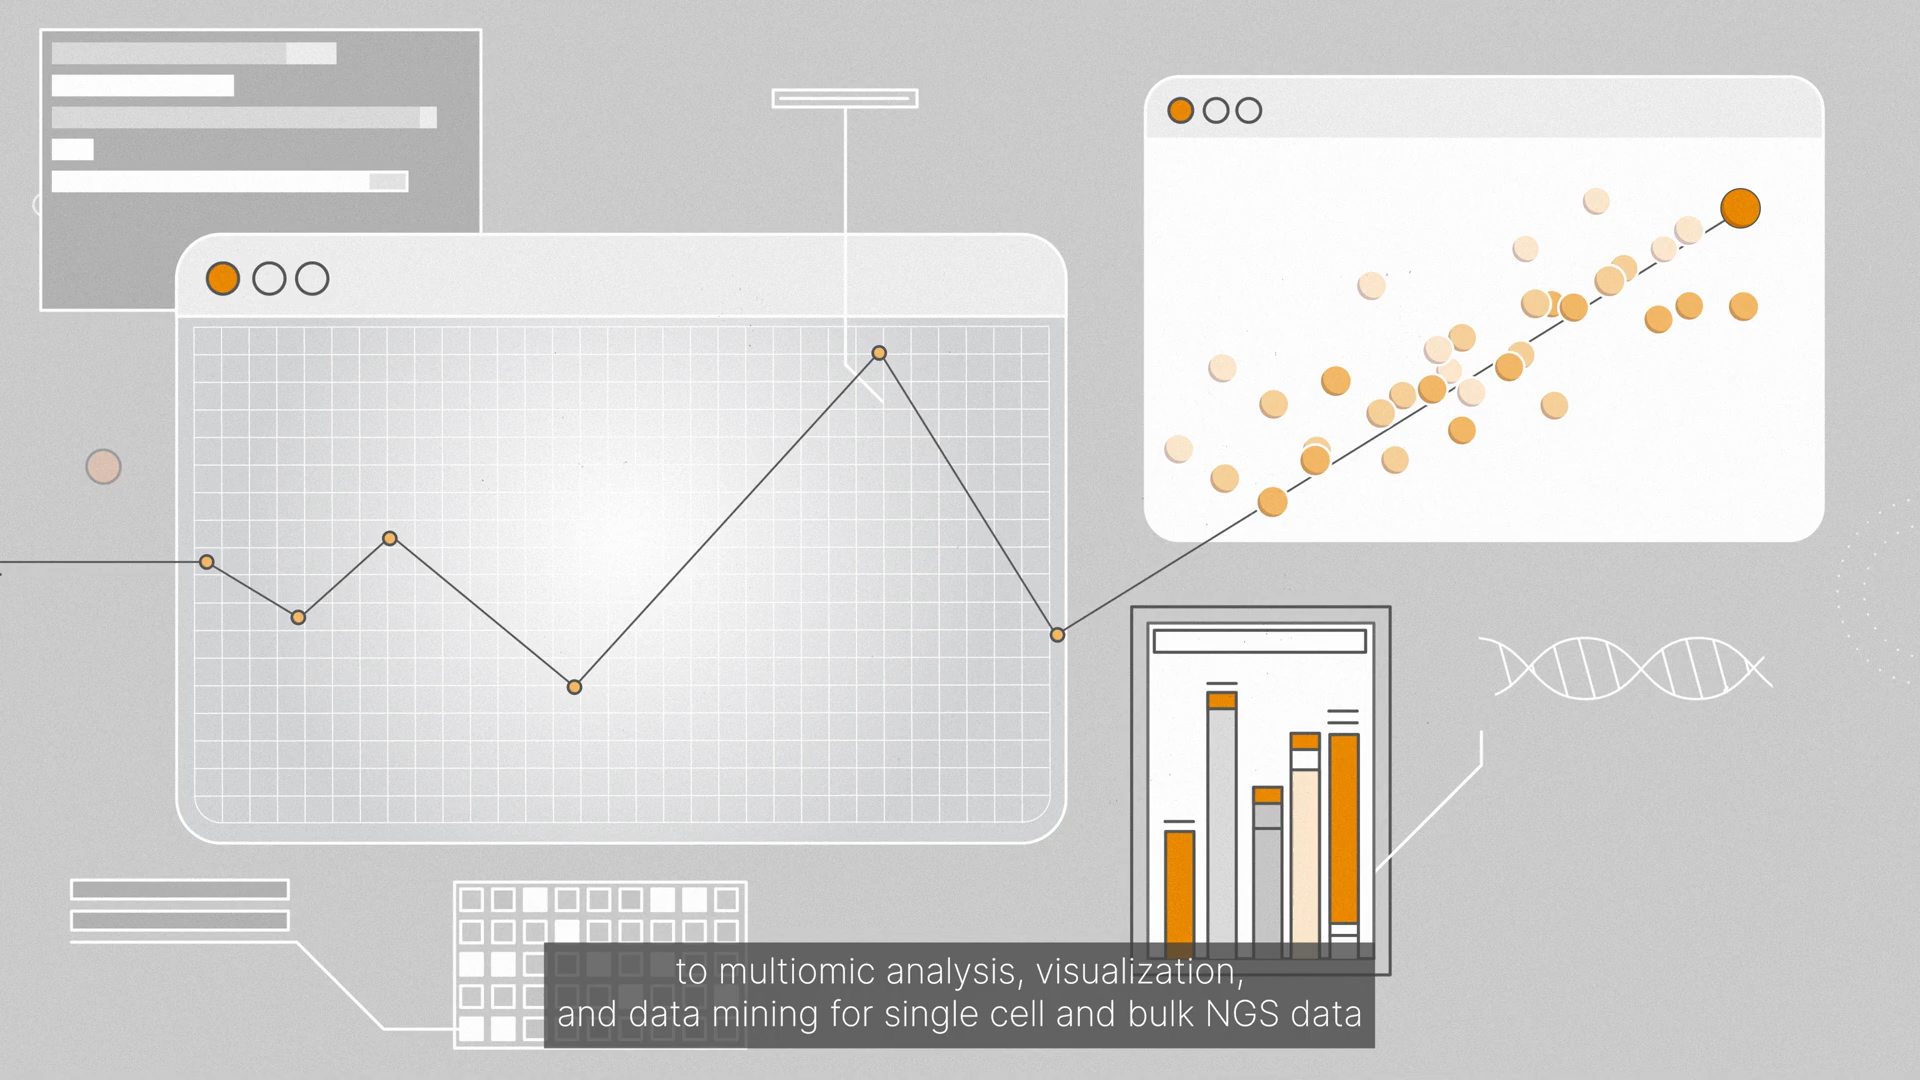 to multiomic analysis, visualization,
and data mining for single cell and bulk NGS data